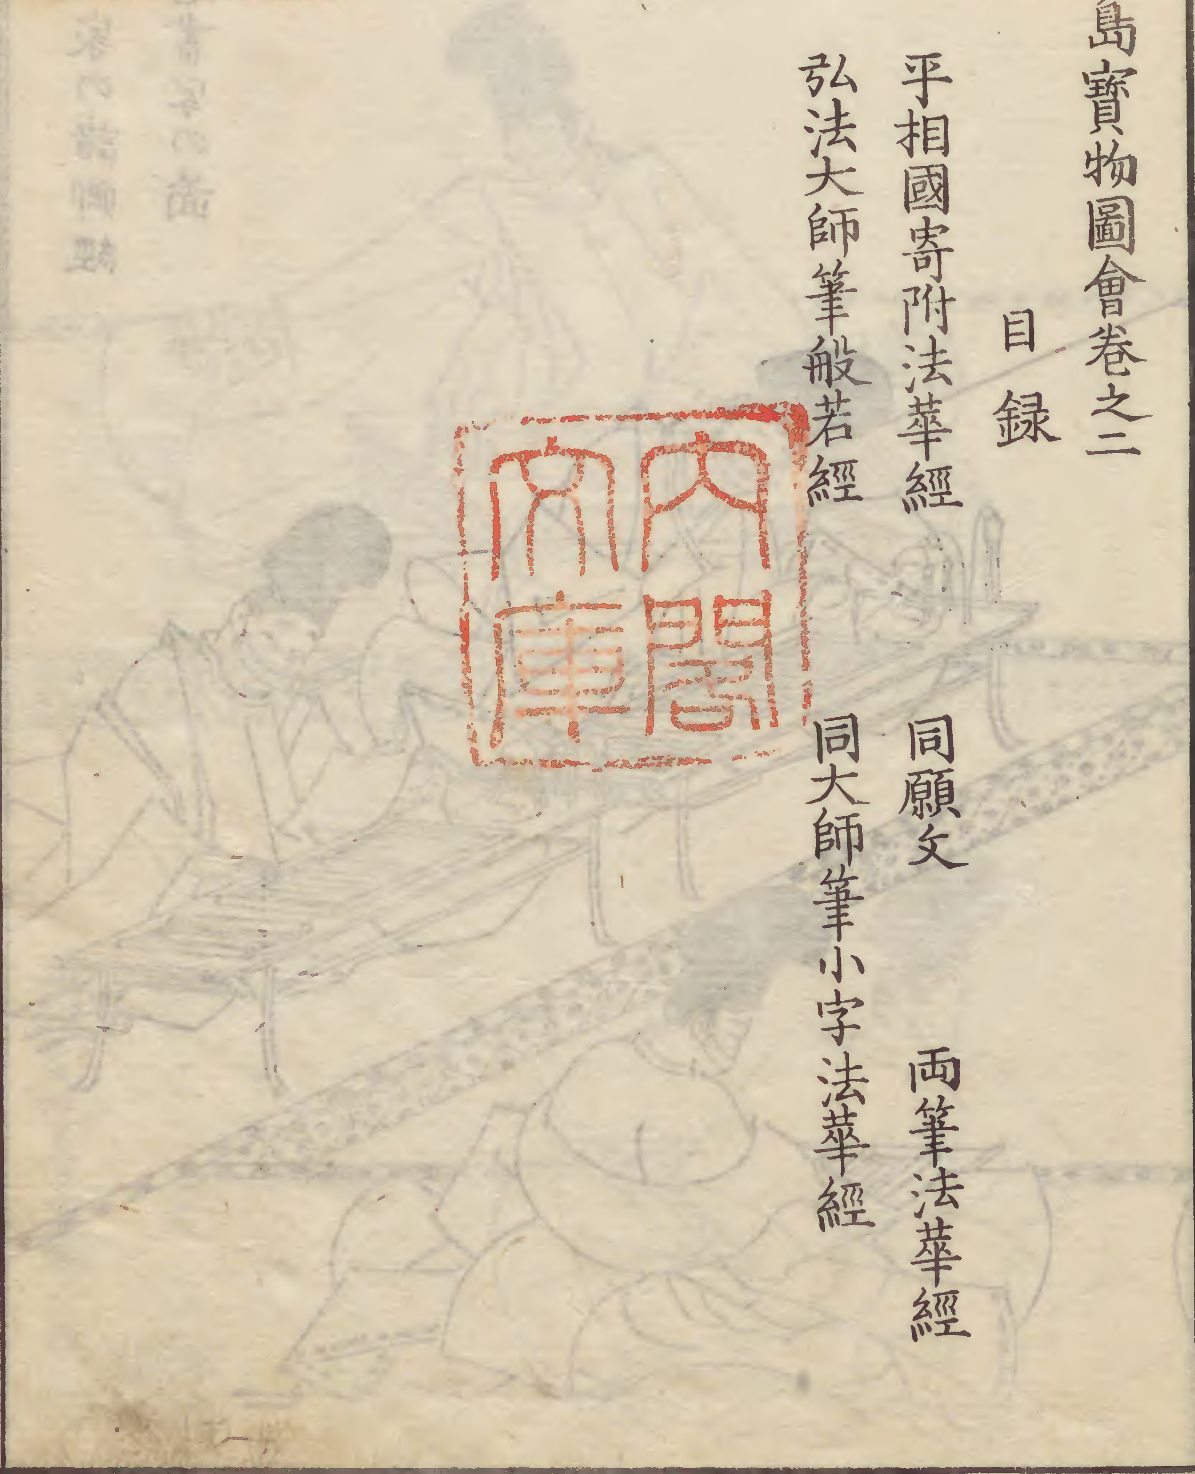 島寶物圖會卷之二
目録
平相國寄附法華經 同願文 両筆法華經
弘法大師筆般若經 同大師筆小字法華經
内閣文庫